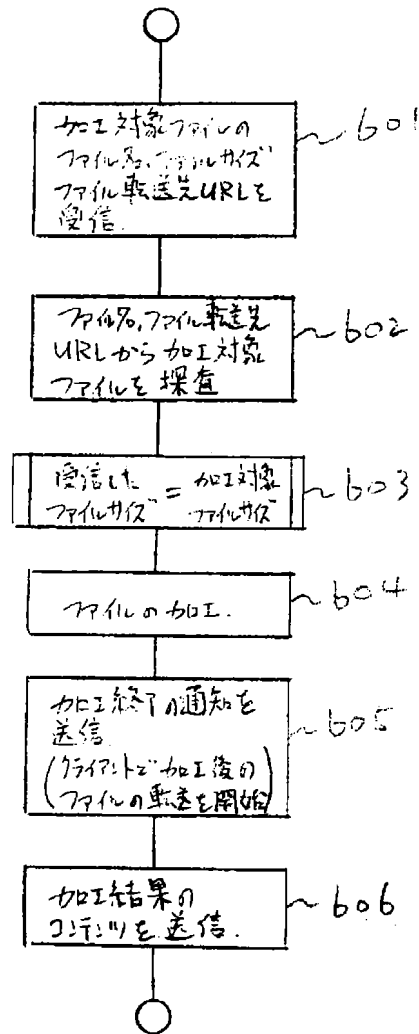 加工対象ファイルの
ファイル名、ファイルサイズ
ファイル転送先URLを
受信.
601
ファイル名,ファイル転送先
URLから加工対象
ファイルを探査
602
受信した = 加工対象
ファイルサイズ ファイルサイズ
603
ファイルの加工.
604
加工終了の通知を
送信
(クライアントで加工後の
ファイルの転送を開始)
605
加工結果の
コンテンツを送信.
606